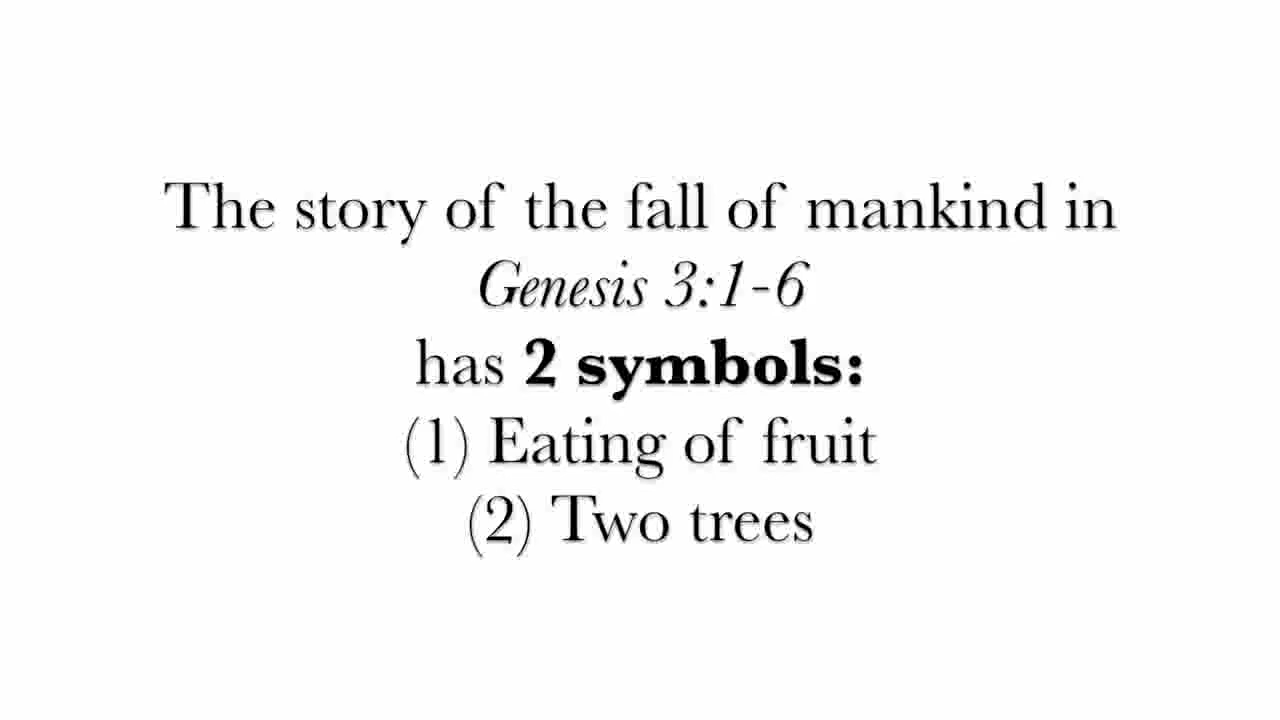 The story of the fall of mankind in
Genesis 3:1-6
has 2 symbols:
(1) Eating of fruit
(2) Two trees